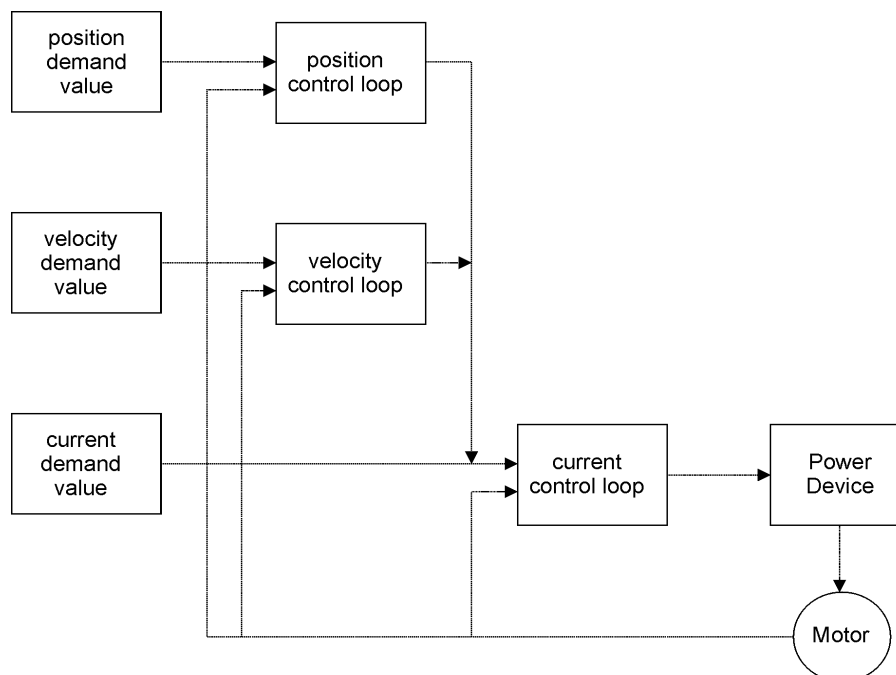 position
demand
value
position
control loop
velocity
demand
value
velocity
control loop
current
demand
value
current
control loop
Power
Device
Motor